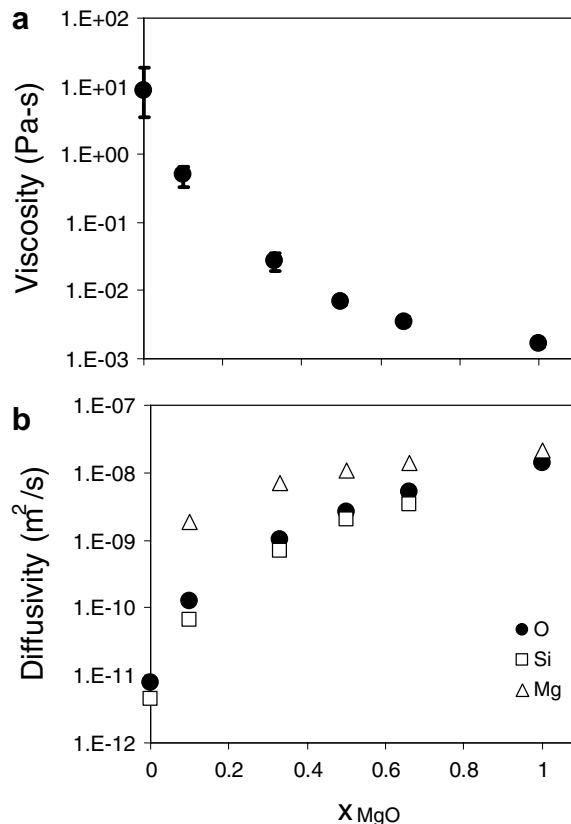 a
Viscosity (Pa-s)
1.E+02
1.E+01
1.E+00
1.E-01
1.E-02
1.E-03
b
Diffusivity (m²/s)
1.E-07
1.E-08
1.E-09
1.E-10
1.E-11
1.E-12
O
Si
Mg
0 0.2 0.4 0.6 0.8 1
x MgO